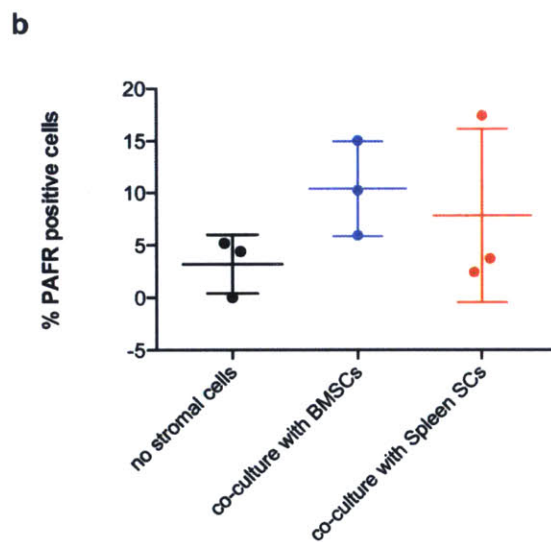 b
% PAFR positive cells
20
15
10
5
0
-5
no stromal cells
co-culture with BMSCs
co-culture with Spleen SCs